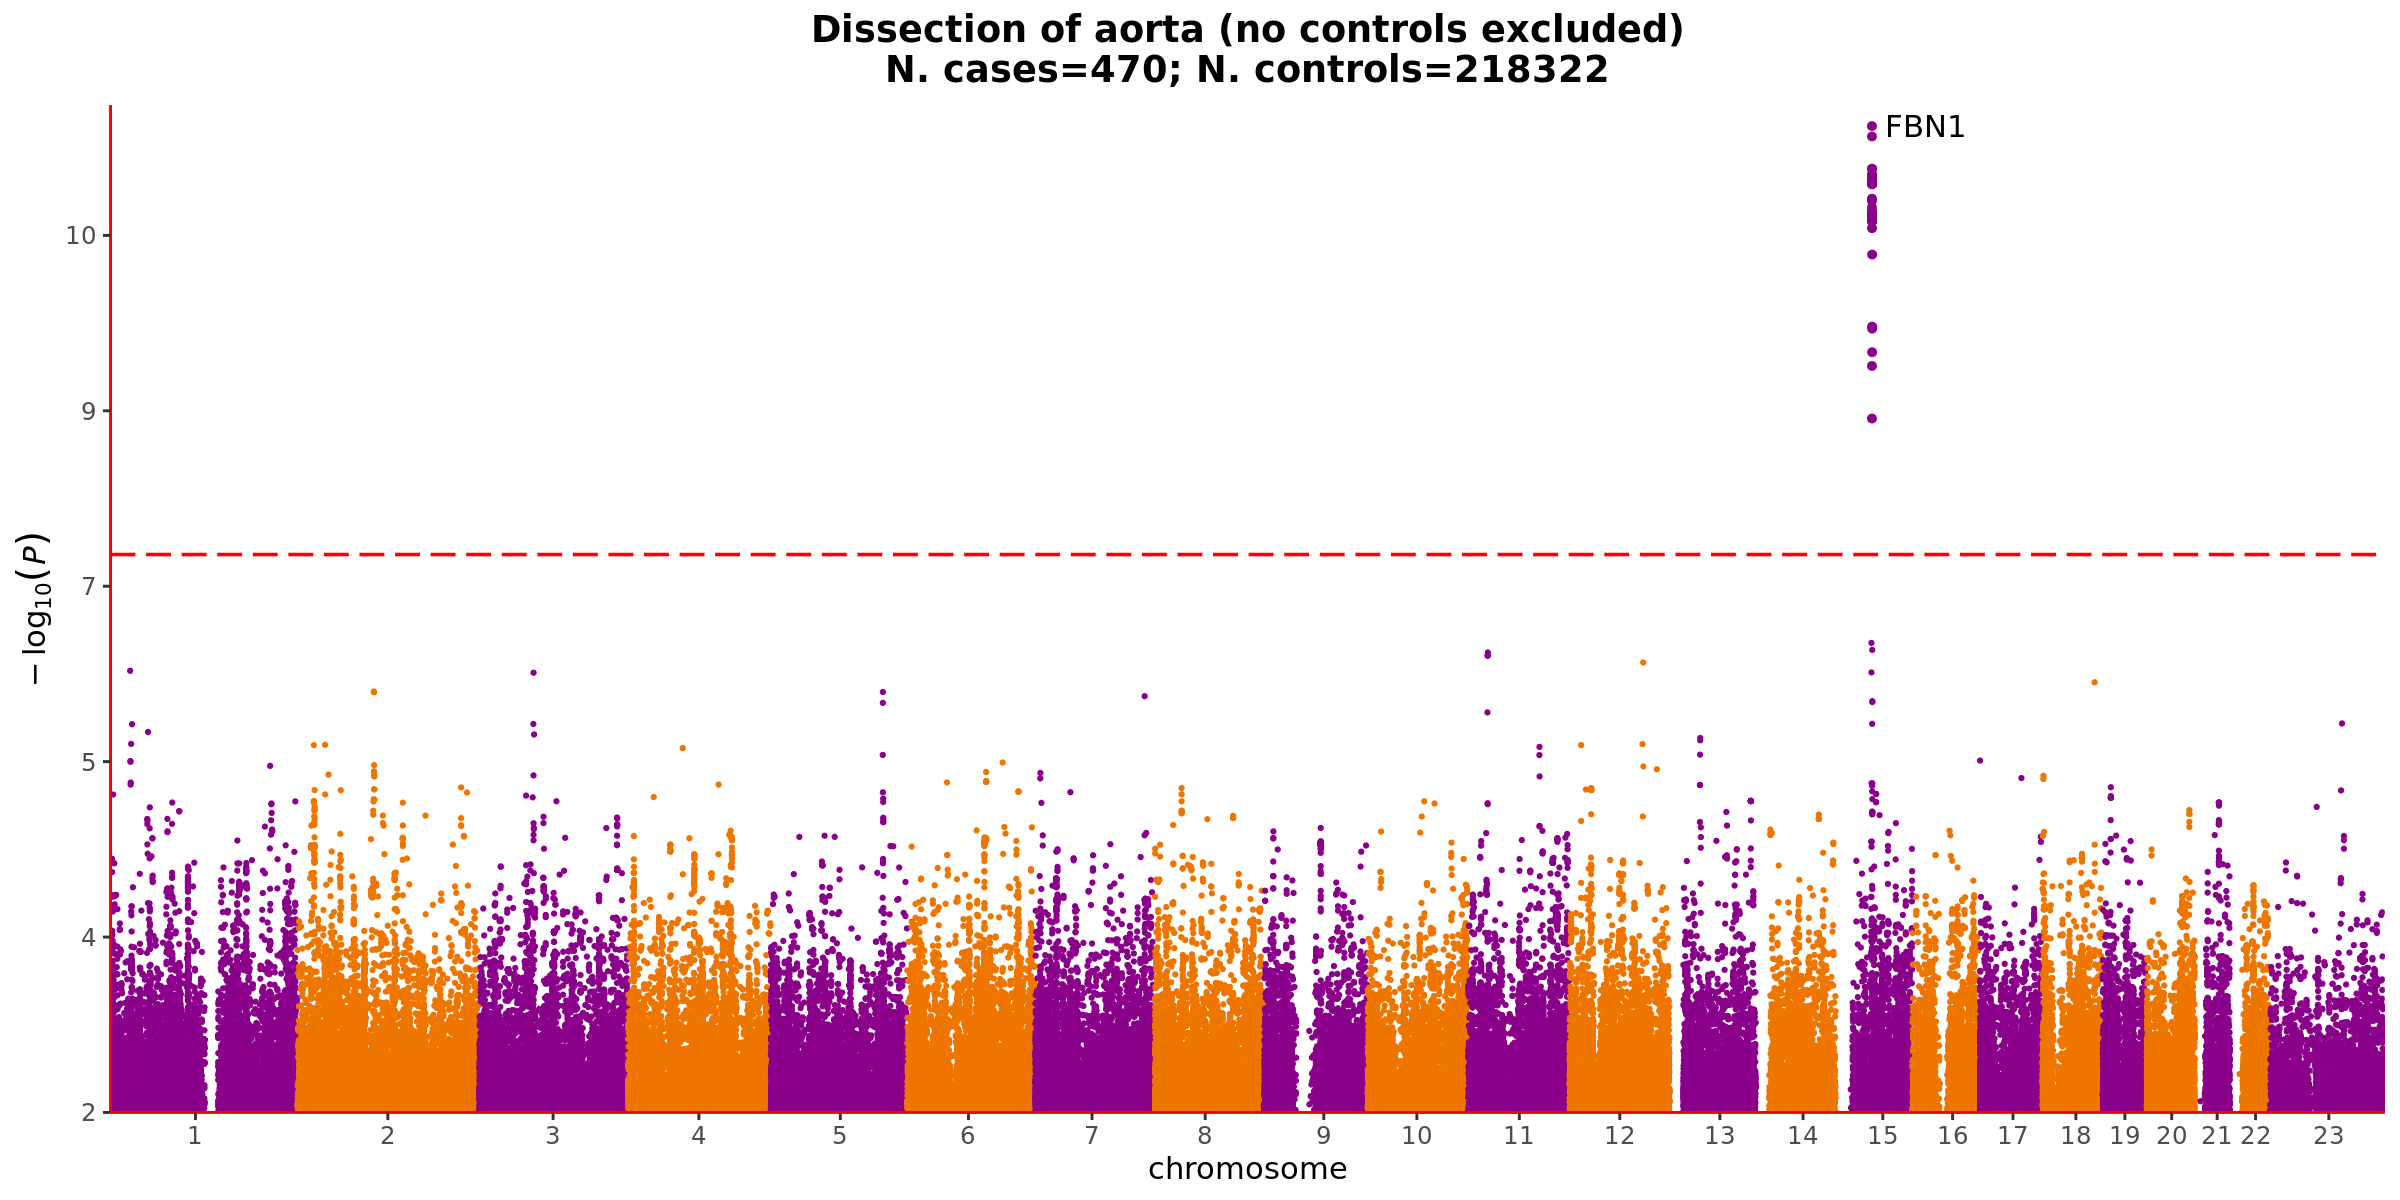 Dissection of aorta (no controls excluded)
N. cases=470; N. controls=218322
FBN1
10
9
7
5
4
2
− log10(P)
1 2 3 4 5 6 7 8 9 10 11 12 13 14 15 16 17 18 19 20 21 22 23
chromosome